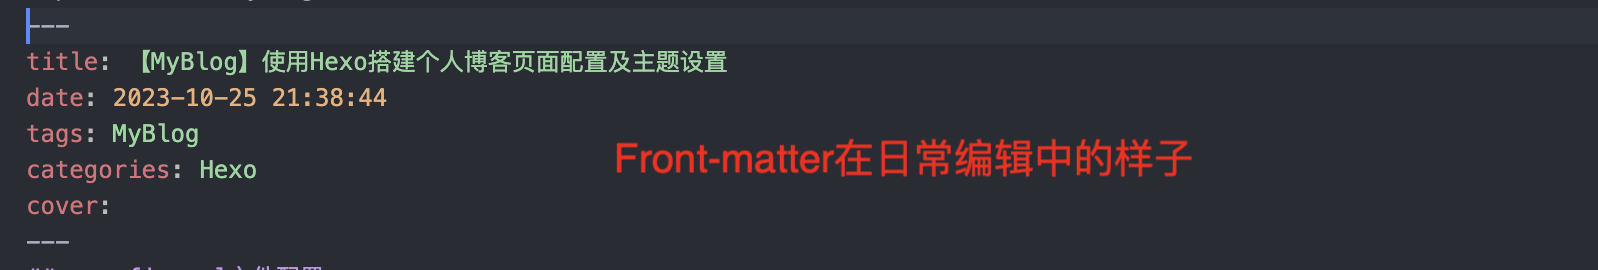 ---
title: 【MyBlog】使用Hexo搭建个人博客页面配置及主题设置
date: 2023-10-25 21:38:44
tags: MyBlog
Front-matter在日常编辑中的样子
categories: Hexo
cover:
---